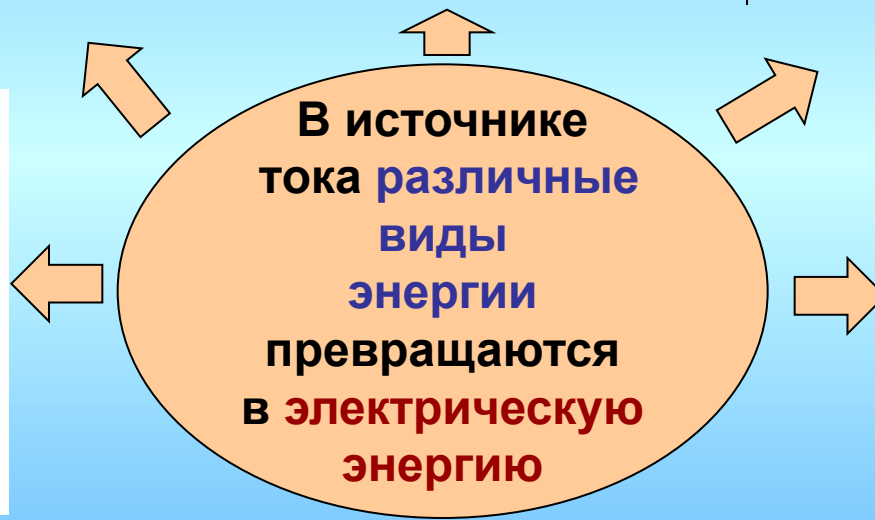 В источнике
тока различные
виды
энергии
превращаются
в электрическую
энергию